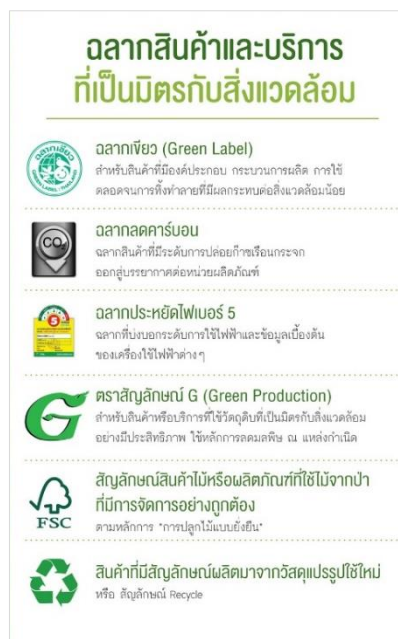 ฉลากสินค้าและบริการ
ที่เป็นมิตรกับสิ่งแวดล้อม
ฉลากเขียว
GREEN LABEL : THAILAND
ฉลากเขียว (Green Label)
สำหรับสินค้าที่มีองค์ประกอบ กระบวนการผลิต การใช้
ตลอดจนการทิ้งทำลายที่มีผลกระทบต่อสิ่งแวดล้อมน้อย
CO₂
ฉลากลดคาร์บอน
ฉลากสินค้าที่มีระดับการปล่อยก๊าซเรือนกระจก
ออกสู่บรรยากาศต่อหน่วยผลิตภัณฑ์
5
ฉลากประหยัดไฟเบอร์ 5
ฉลากที่บ่งบอกระดับการใช้ไฟฟ้าและข้อมูลเบื้องต้น
ของเครื่องใช้ไฟฟ้าต่างๆ
G
ตราสัญลักษณ์ G (Green Production)
สำหรับสินค้าหรือบริการที่ใช้วัตถุดิบที่เป็นมิตรกับสิ่งแวดล้อม
อย่างมีประสิทธิภาพ ใช้หลักการลดมลพิษ ณ แหล่งกำเนิด
FSC
สัญลักษณ์สินค้าไม้หรือผลิตภัณฑ์ที่ใช้ไม้จากป่า
ที่มีการจัดการอย่างถูกต้อง
ตามหลักการ "การปลูกไม้แบบยั่งยืน"
สินค้าที่มีสัญลักษณ์ผลิตมาจากวัสดุแปรรูปใช้ใหม่
หรือ สัญลักษณ์ Recycle